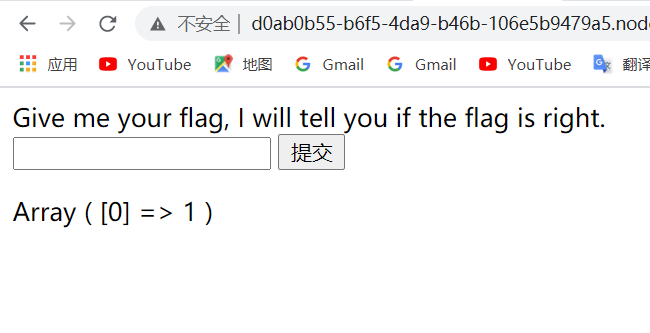 不安全 | d0ab0b55-b6f5-4da9-b46b-106e5b9479a5.node
应用 YouTube 地图 Gmail Gmail YouTube 翻译
Give me your flag, I will tell you if the flag is right.
提交
Array ( [0] => 1 )